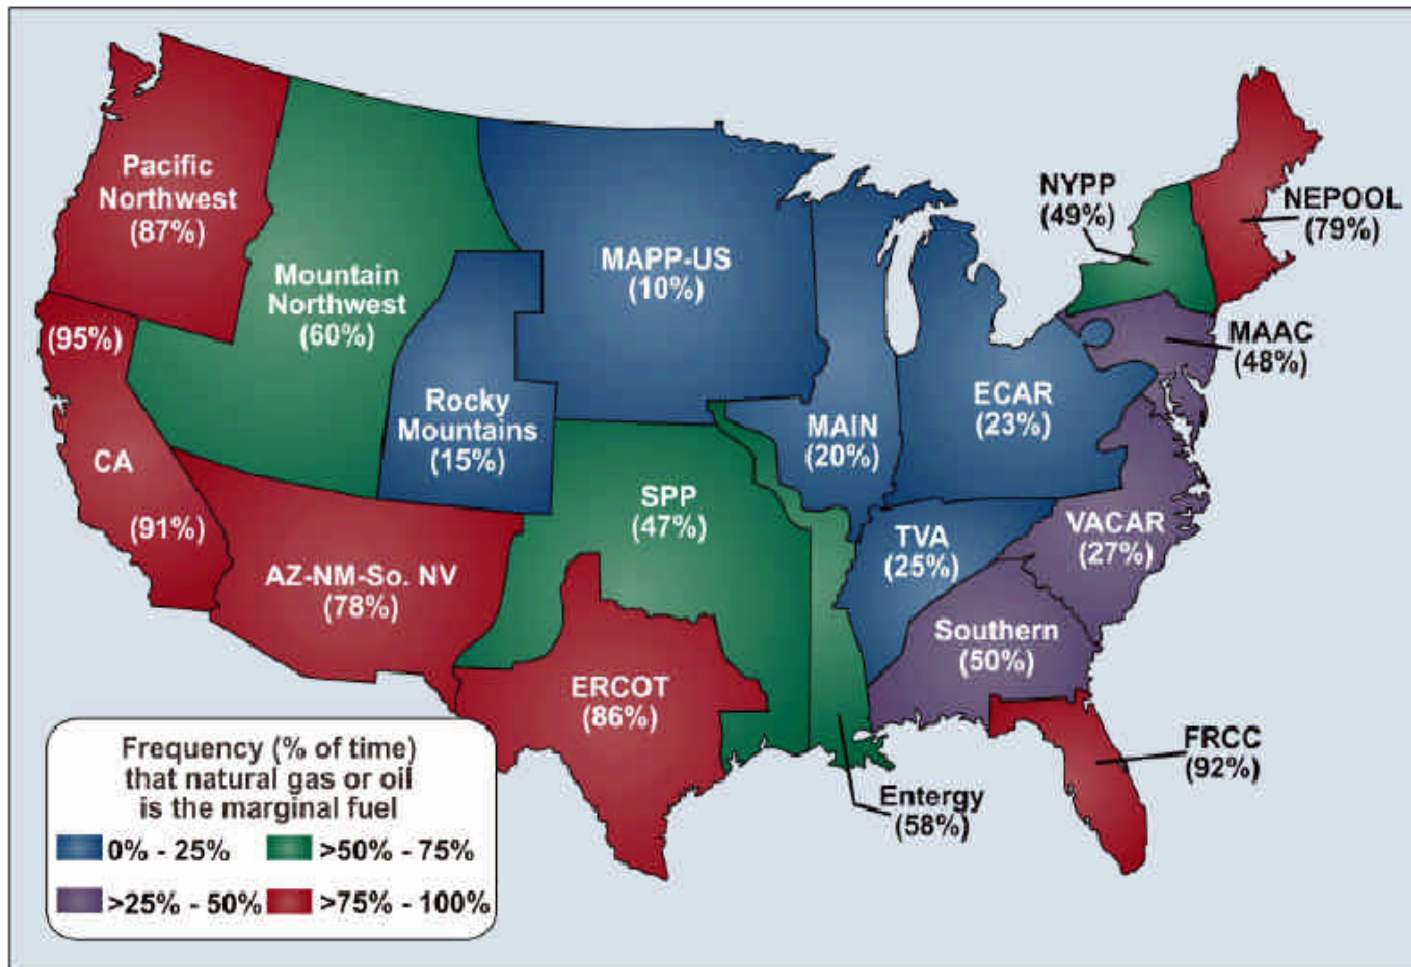 Pacific
Northwest
(87%)
Mountain
Northwest
(60%)
MAPP-US
(10%)
NYPP
(49%)
NEPOOL
(79%)
(95%)
CA
(91%)
Rocky
Mountains
(15%)
MAIN
(20%)
ECAR
(23%)
MAAC
(48%)
AZ-NM-So. NV
(78%)
SPP
(47%)
TVA
(25%)
VACAR
(27%)
Southern
(50%)
ERCOT
(86%)
Entergy
(58%)
FRCC
(92%)
Frequency (% of time)
that natural gas or oil
is the marginal fuel
0% - 25%
>50% - 75%
>25% - 50%
>75% - 100%